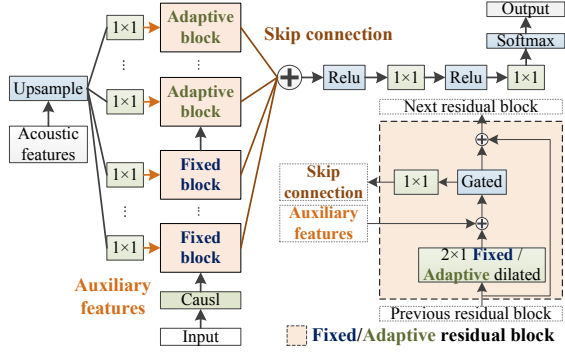 Adaptive
block
1×1
Skip connection
Output
Softmax
Upsample
1×1
Adaptive
block
Relu
1×1
Relu
1×1
Acoustic
features
Next residual block
1×1
Fixed
block
Skip
connection
1×1
Gated
Auxiliary
features
1×1
Fixed
block
2×1 Fixed /
Adaptive dilated
Auxiliary
features
Causl
Previous residual block
Input
Fixed/Adaptive residual block